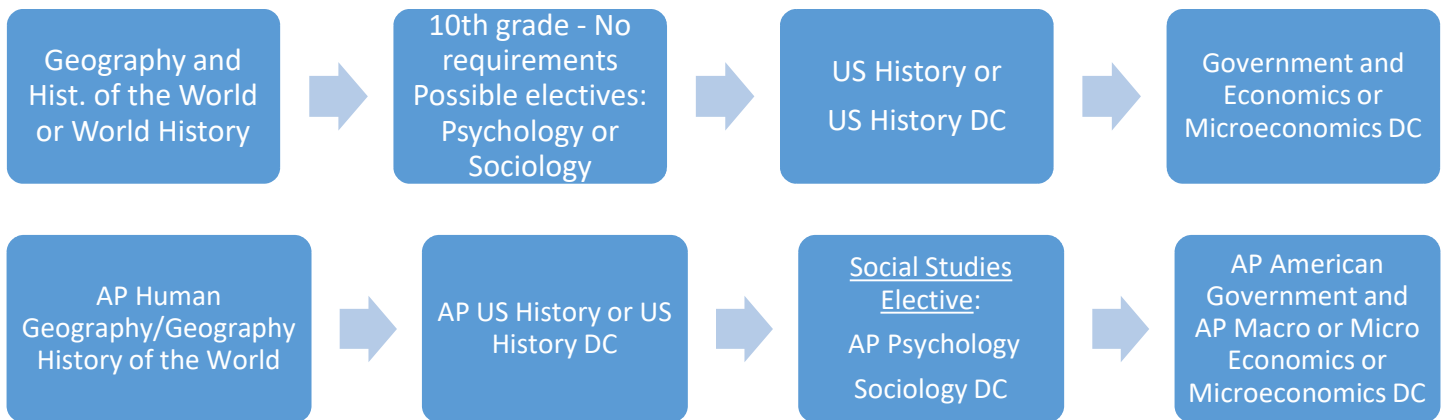 Geography and
Hist. of the World
or World History
10th grade - No
requirements
Possible electives:
Psychology or
Sociology
US History or
US History DC
Government and
Economics or
Microeconomics DC
AP Human
Geography/Geography
History of the World
AP US History or US
History DC
Social Studies
Elective:
AP Psychology
Sociology DC
AP American
Government and
AP Macro or Micro
Economics or
Microeconomics DC